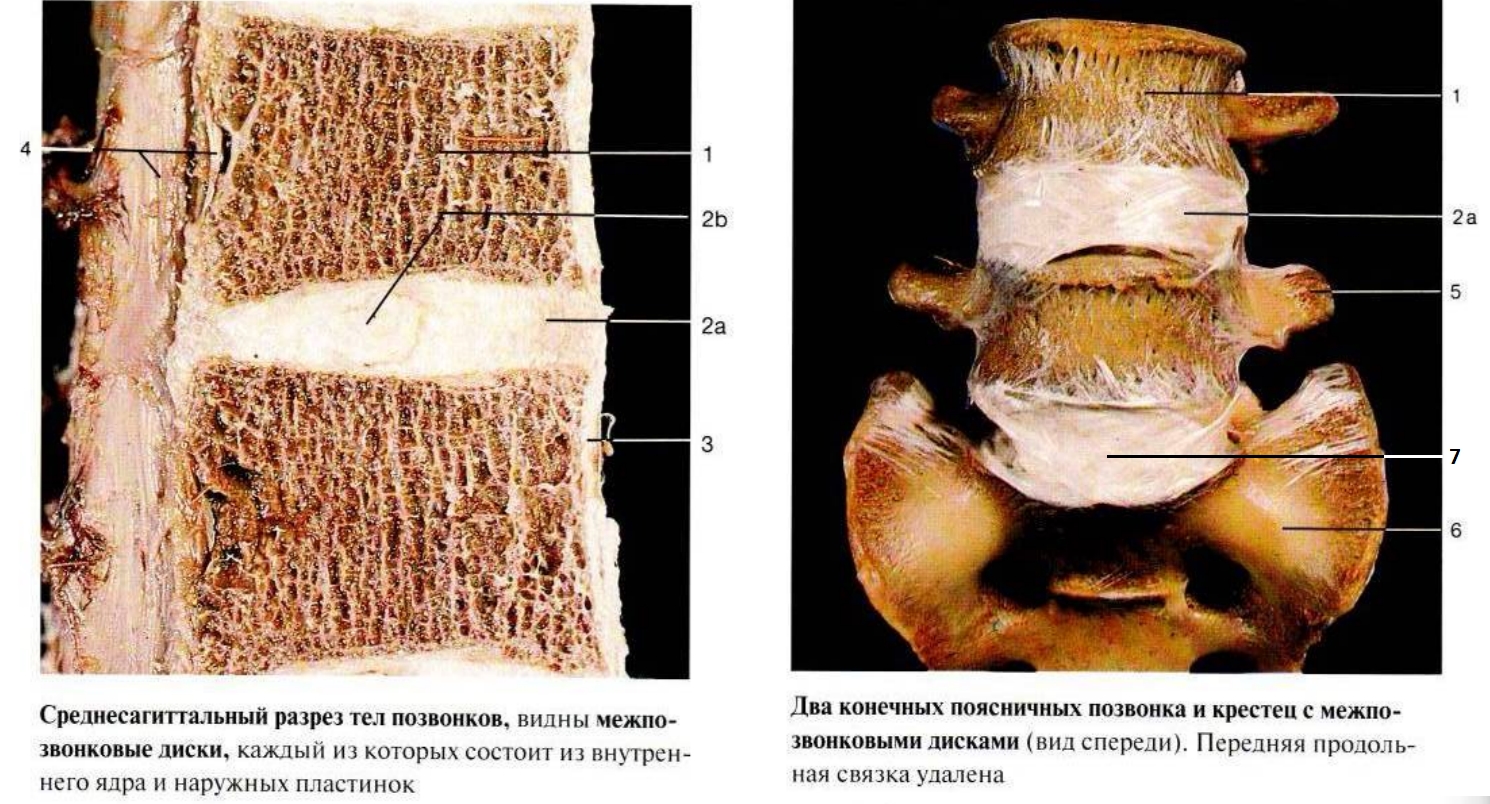 4
1
2b
2a
3
Среднесагиттальный разрез тел позвонков, видны межпо-
звонковые диски, каждый из которых состоит из внутрен-
него ядра и наружных пластинок
1
2a
5
7
6
Два конечных поясничных позвонка и крестец с межпо-
звонковыми дисками (вид спереди). Передняя продоль-
ная связка удалена